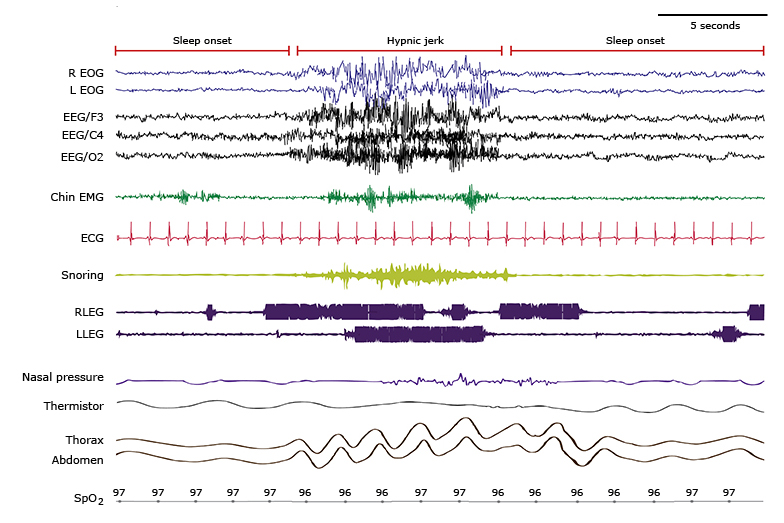 5 seconds
Sleep onset Hypnic jerk Sleep onset
R EOG
L EOG
EEG/F3
EEG/C4
EEG/O2
Chin EMG
ECG
Snoring
RLEG
LLEG
Nasal pressure
Thermistor
Thorax
Abdomen
SpO2 97 97 97 97 97 96 96 96 97 97 96 96 96 96 96 97 97